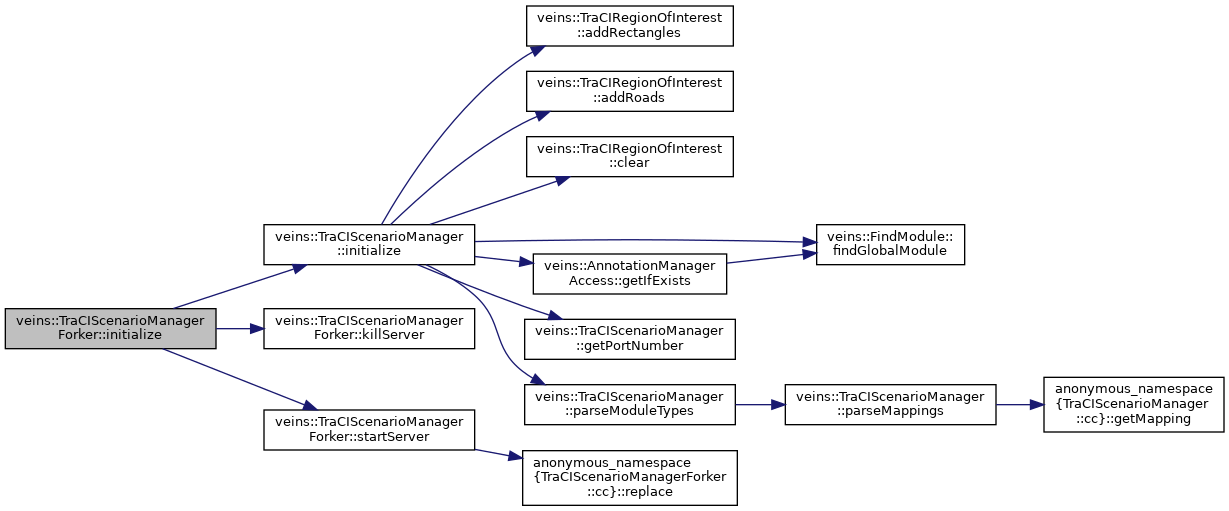 veins::TraCIRegionOfInterest
::addRectangles
veins::TraCIRegionOfInterest
::addRoads
veins::TraCIRegionOfInterest
::clear
veins::TraCIScenarioManager
::initialize
veins::FindModule::
findGlobalModule
veins::AnnotationManager
Access::getIfExists
veins::TraCIScenarioManager
Forker::initialize
veins::TraCIScenarioManager
Forker::killServer
veins::TraCIScenarioManager
::getPortNumber
veins::TraCIScenarioManager
::parseModuleTypes
veins::TraCIScenarioManager
::parseMappings
anonymous_namespace
{TraCIScenarioManager
::cc}::getMapping
veins::TraCIScenarioManager
Forker::startServer
anonymous_namespace
{TraCIScenarioManagerForker
::cc}::replace